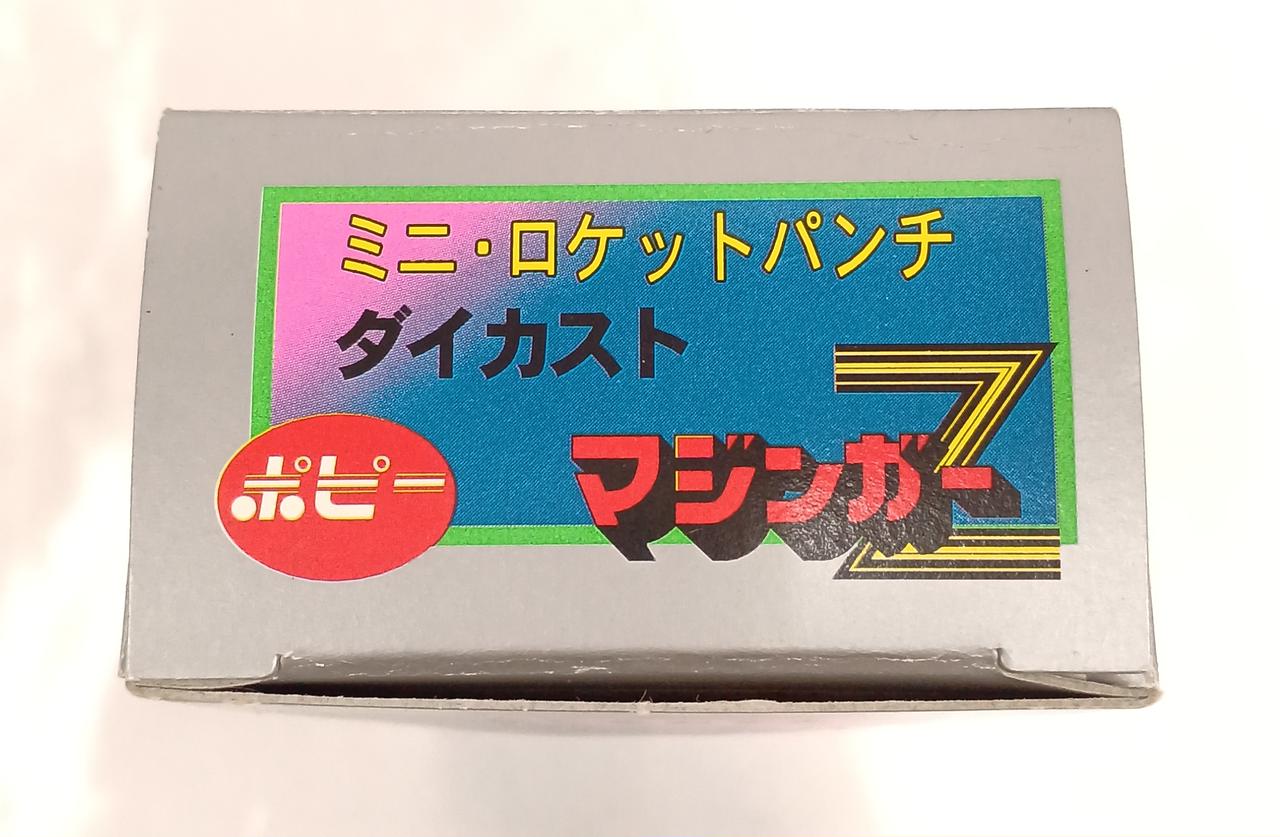 ミニ・ロケットパンチ
ダイカスト
ポピー
マジンガーZ